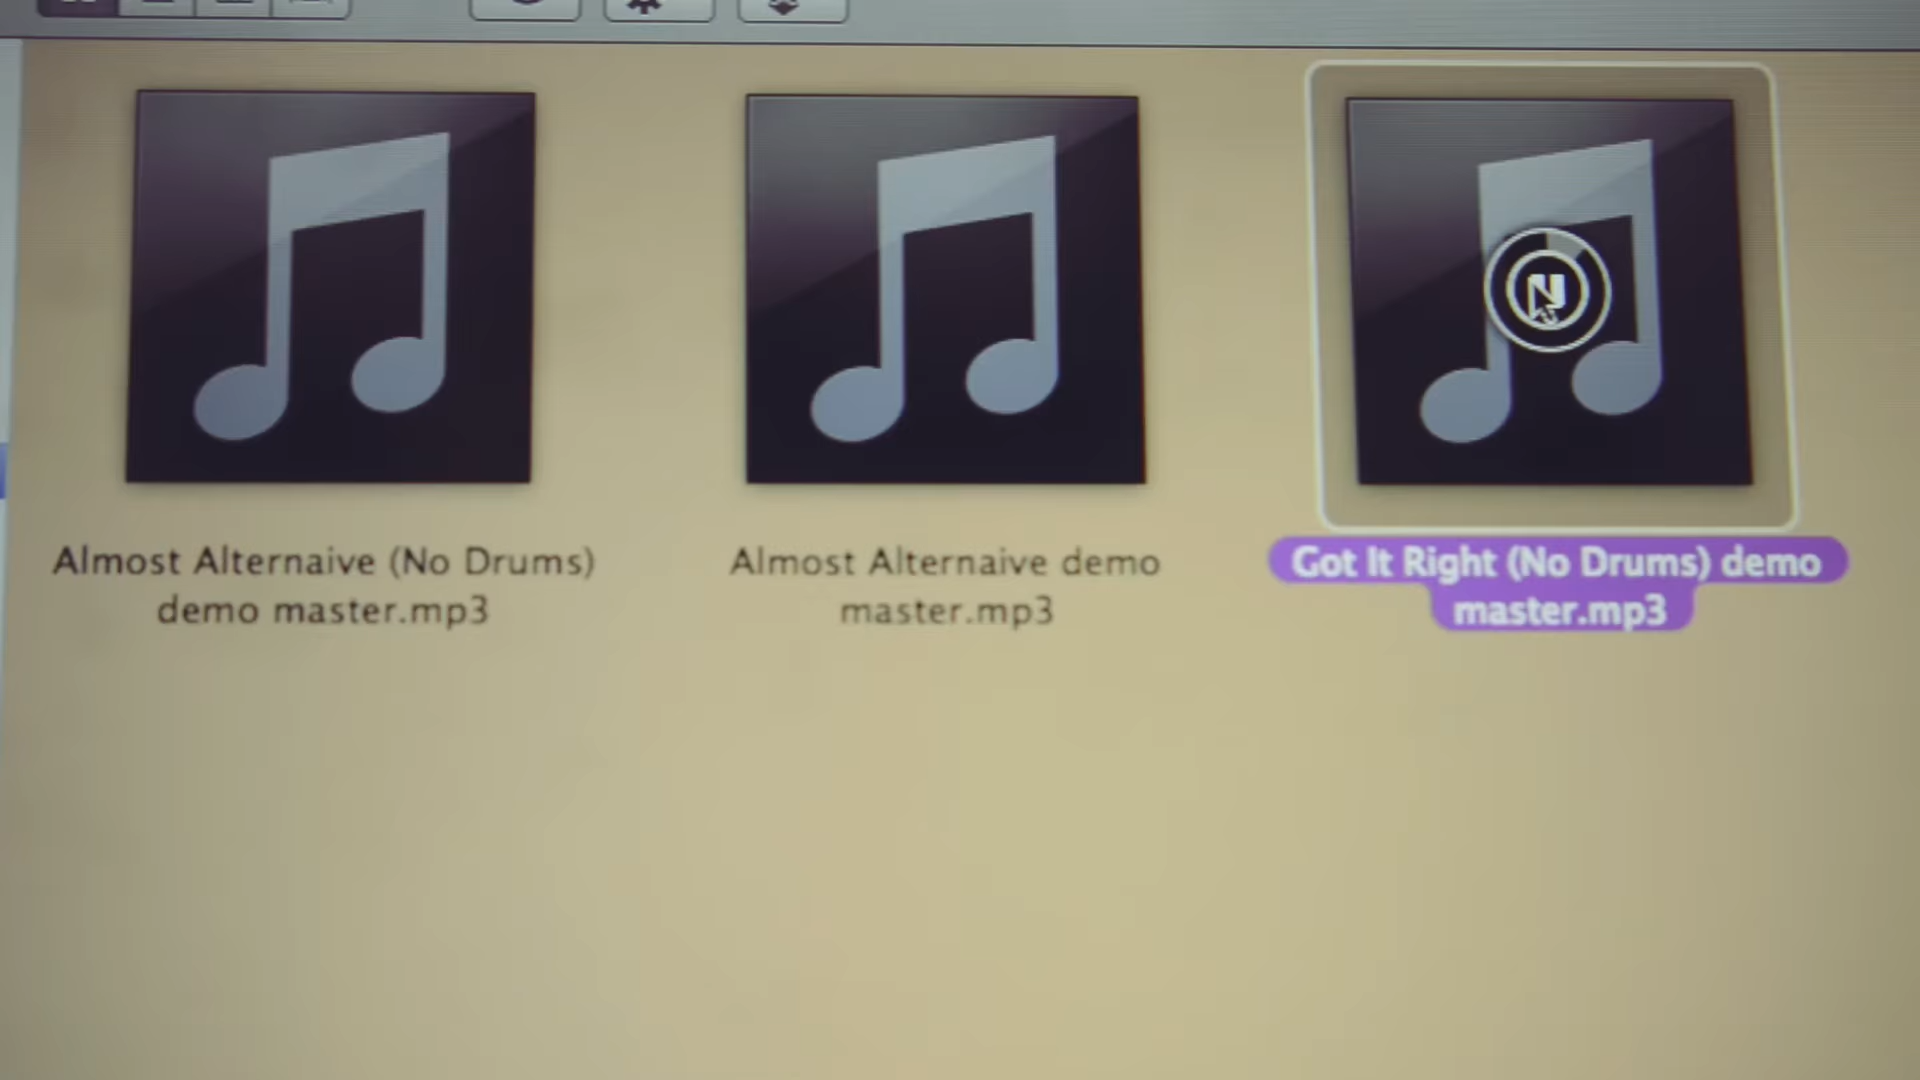 Almost Alternaive (No Drums)
demo master.mp3
Almost Alternaive demo
master.mp3
Got It Right (No Drums) demo
master.mp3